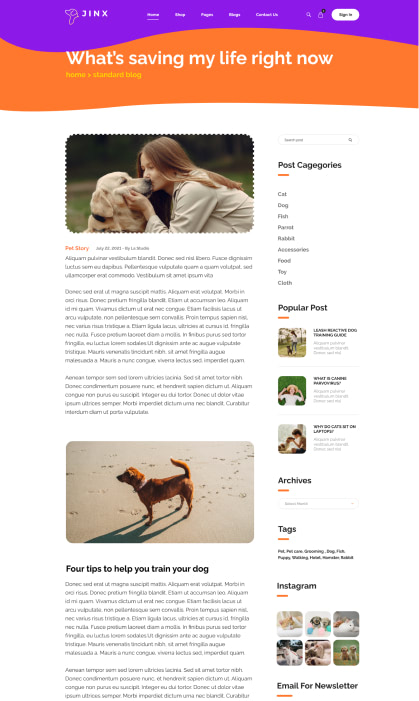 JINX
Home Shop Pages Blogs Contact Us
Sign In
What's saving my life right now
home > standard blog
Search post
Post Cagegories
Cat
Dog
Fish
Parrot
Rabbit
Accessories
Food
Toy
Cloth
Pet Story July 22, 2021 - By La Studio
Aliquam pulvinar vestibulum blandit. Donec sed nisl libero. Fusce dignissim
luctus sem eu dapibus. Pellentesque vulputate quam a quam volutpat, sed
ullamcorper erat commodo. Vestibulum sit amet ipsum vita
Donec sed erat ut magna suscipit mattis. Aliquam erat volutpat. Morbi in
orci risus. Donec pretium fringilla blandit. Etiam ut accumsan leo. Aliquam
id mi quam. Vivamus dictum ut erat nec congue. Etiam facilisis lacus ut
arcu vulputate, non pellentesque sem convallis. Proin tempus sapien nisl,
nec varius risus tristique a. Etiam ligula lacus, ultricies at cursus id, fringilla
nec nulla. Fusce pretium laoreet diam a mollis. In finibus purus sed tortor
fringilla, eu luctus lorem sodales.Ut dignissim ante ac augue vulputate
tristique. Mauris venenatis tincidunt nibh, sit amet fringilla augue
malesuada a. Mauris a nunc congue, viverra lectus sed, imperdiet quam.
Aenean tempor sem sed lorem ultricies lacinia. Sed sit amet tortor nibh.
Donec condimentum posuere nunc, et hendrerit sapien dictum ut. Aliquam
congue non purus eu suscipit. Integer eu dui tortor. Donec ut dolor vitae
ipsum ultrices semper. Morbi imperdiet dictum urna nec blandit. Curabitur
interdum diam ut porta vulputate.
Popular Post
LEASH REACTIVE DOG
TRAINING GUIDE
Aliquam pulvinar
vestibulum blandit
Donec sed nisl
WHAT IS CANINE
PARVOVIRUS?
Aliquam pulvinar
vestibulum blandit
Donec sed nisl
WHY DO CATS SIT ON
LAPTOPS?
Aliquam pulvinar
vestibulum blandit
Donec sed nisl
Archives
Select Month
Tags
Pet, Pet care, Grooming, Dog, Fish,
Puppy, Walking, Hotel, Hamster, Rabbit
Instagram
Email For Newsletter
Four tips to help you train your dog
Donec sed erat ut magna suscipit mattis. Aliquam erat volutpat. Morbi in
orci risus. Donec pretium fringilla blandit. Etiam ut accumsan leo. Aliquam
id mi quam. Vivamus dictum ut erat nec congue. Etiam facilisis lacus ut
arcu vulputate, non pellentesque sem convallis. Proin tempus sapien nisl,
nec varius risus tristique a. Etiam ligula lacus, ultricies at cursus id, fringilla
nec nulla. Fusce pretium laoreet diam a mollis. In finibus purus sed tortor
fringilla, eu luctus lorem sodales.Ut dignissim ante ac augue vulputate
tristique. Mauris venenatis tincidunt nibh, sit amet fringilla augue
malesuada a. Mauris a nunc congue, viverra lectus sed, imperdiet quam.
Aenean tempor sem sed lorem ultricies lacinia. Sed sit amet tortor nibh.
Donec condimentum posuere nunc, et hendrerit sapien dictum ut. Aliquam
congue non purus eu suscipit. Integer eu dui tortor. Donec ut dolor vitae
ipsum ultrices semper. Morbi imperdiet dictum urna nec blandit. Curabitur